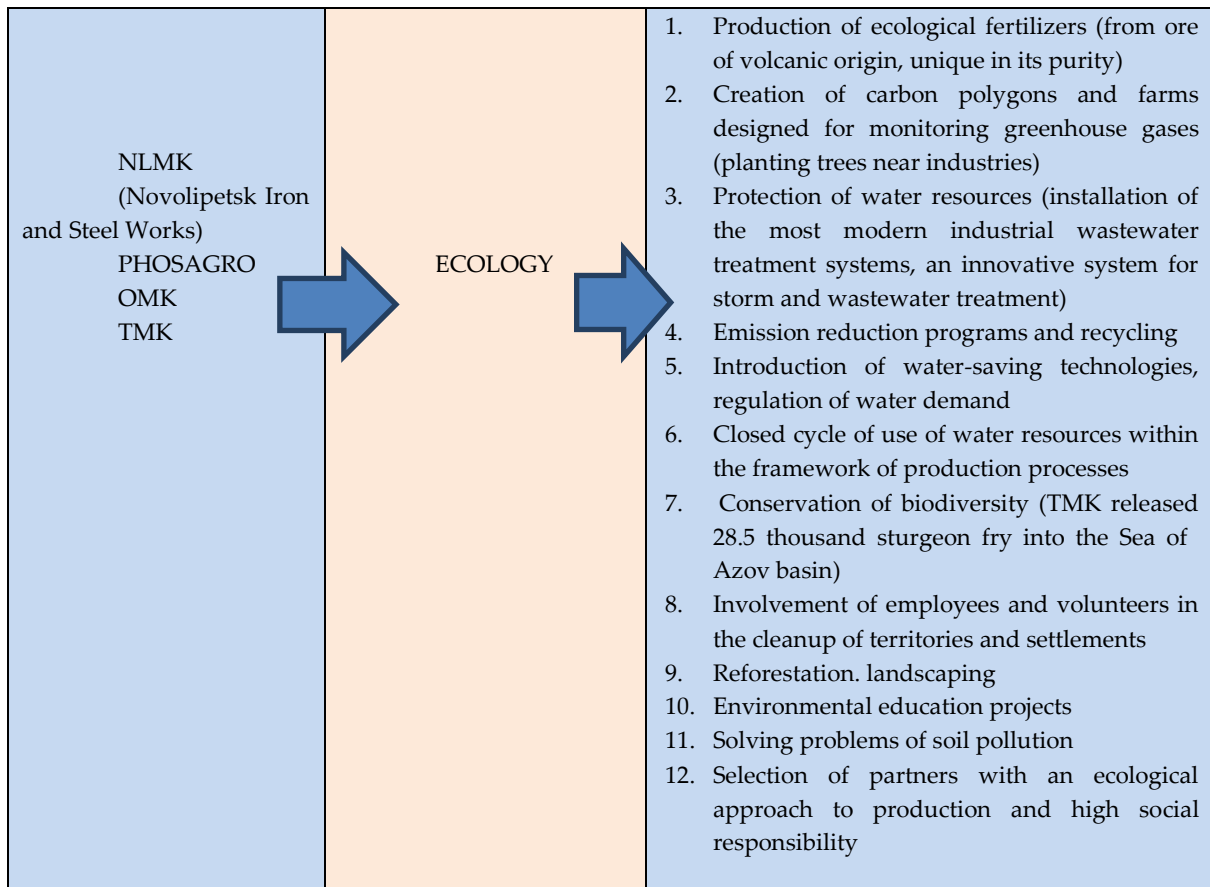 NLMK
(Novolipetsk Iron
and Steel Works)
PHOSAGRO
OMK
TMK
ECOLOGY
1. Production of ecological fertilizers (from ore
of volcanic origin, unique in its purity)
2. Creation of carbon polygons and farms
designed for monitoring greenhouse gases
(planting trees near industries)
3. Protection of water resources (installation of
the most modern industrial wastewater
treatment systems, an innovative system for
storm and wastewater treatment)
4. Emission reduction programs and recycling
5. Introduction of water-saving technologies,
regulation of water demand
6. Closed cycle of use of water resources within
the framework of production processes
7. Conservation of biodiversity (TMK released
28.5 thousand sturgeon fry into the Sea of
Azov basin)
8. Involvement of employees and volunteers in
the cleanup of territories and settlements
9. Reforestation. landscaping
10. Environmental education projects
11. Solving problems of soil pollution
12. Selection of partners with an ecological
approach to production and high social
responsibility